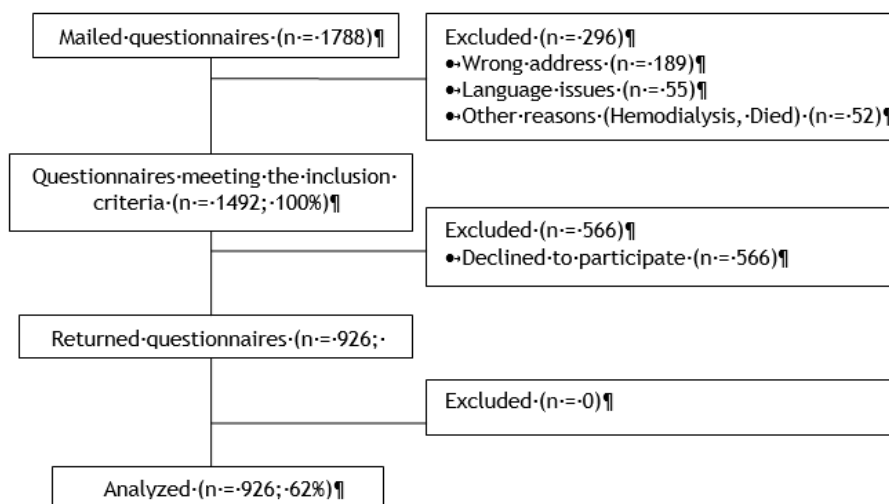 Mailed·questionnaires·(n·=·1788)¶
Excluded·(n·=·296)¶
•→Wrong·address·(n·=·189)¶
•→Language·issues·(n·=·55)¶
•→Other·reasons·(Hemodialysis,·Died)·(n·=·52)¶
Questionnaires·meeting·the·inclusion·
criteria·(n·=·1492;·100%)¶
Excluded·(n·=·566)¶
•→Declined·to·participate·(n·=·566)¶
Returned·questionnaires·(n·=·926;·
Excluded·(n·=·0)¶
Analyzed·(n·=·926;·62%)¶